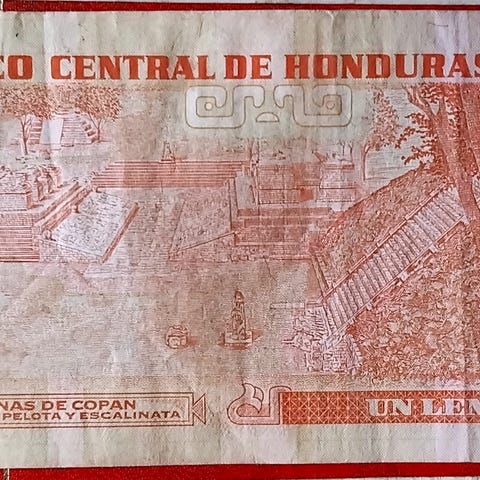 CO CENTRAL DE HONDURAS
NAS DE COPAN
PELOTA Y ESCALINATA
UN LEM